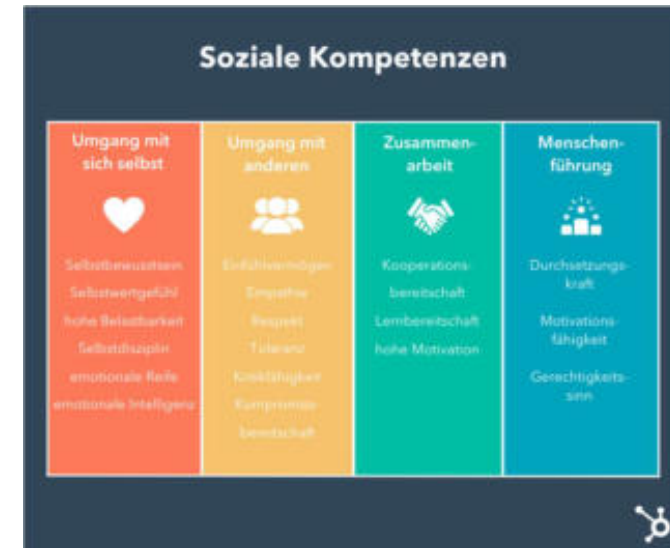 Soziale Kompetenzen
Umgang mit
sich selbst
Selbstbewusstsein
Selbstwertgefühl
hohe Belastbarkeit
Selbstdisziplin
emotionale Reife
emotionale Intelligenz
Umgang mit
anderen
Einfühlvermögen
Empathie
Respekt
Toleranz
Kritikfähigkeit
Kompromiss-
bereitschaft
Zusammen-
arbeit
Kooperations-
bereitschaft
Lernbereitschaft
hohe Motivation
Menschen-
führung
Durchsetzungs-
kraft
Motivations-
fähigkeit
Gerechtigkeits-
sinn